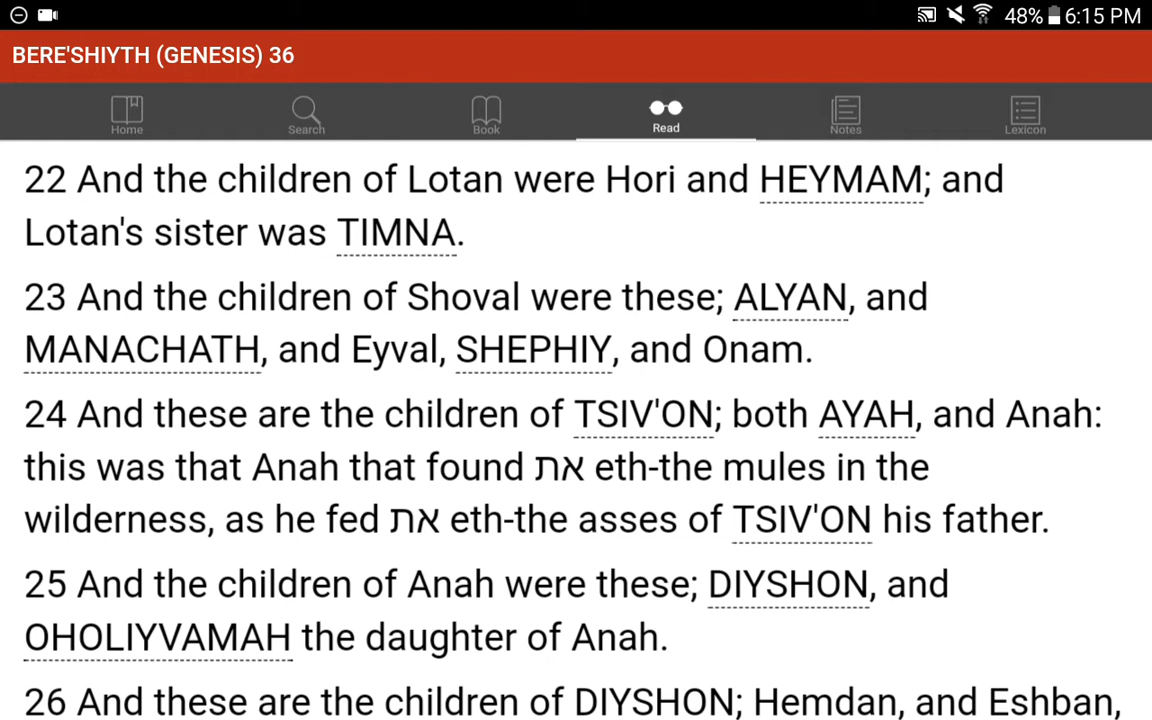 48% 6:15 PM
BERE'SHIYTH (GENESIS) 36
Home Search Book Read Notes Lexicon
22 And the children of Lotan were Hori and HEYMAM; and
Lotan's sister was TIMNA.
23 And the children of Shoval were these; ALYAN, and
MANACHATH, and Eyval, SHEPHIY, and Onam.
24 And these are the children of TSIV'ON; both AYAH, and Anah:
this was that Anah that found את eth-the mules in the
wilderness, as he fed את eth-the asses of TSIV'ON his father.
25 And the children of Anah were these; DIYSHON, and
OHOLIYVAMAH the daughter of Anah.
26 And these are the children of DIYSHON; Hemdan, and Eshban,